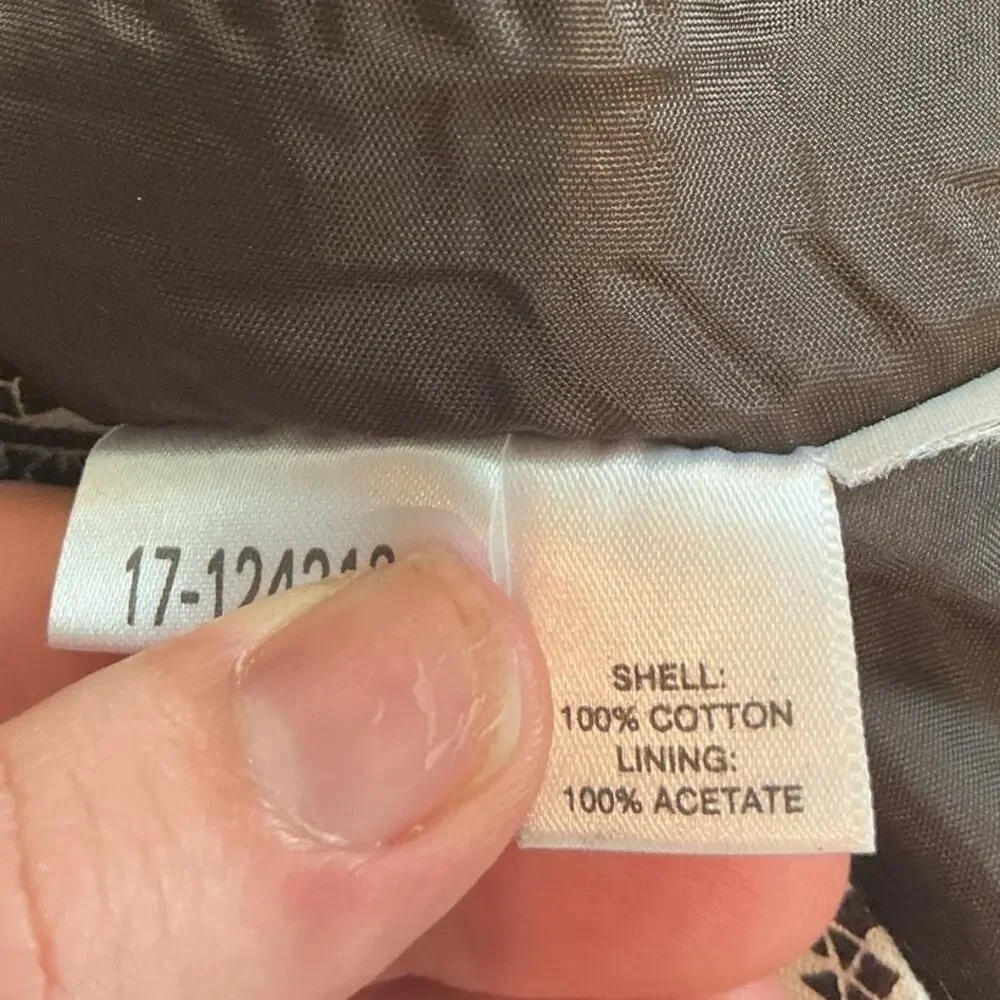 SHELL:
100% COTTON
LINING:
100% ACETATE